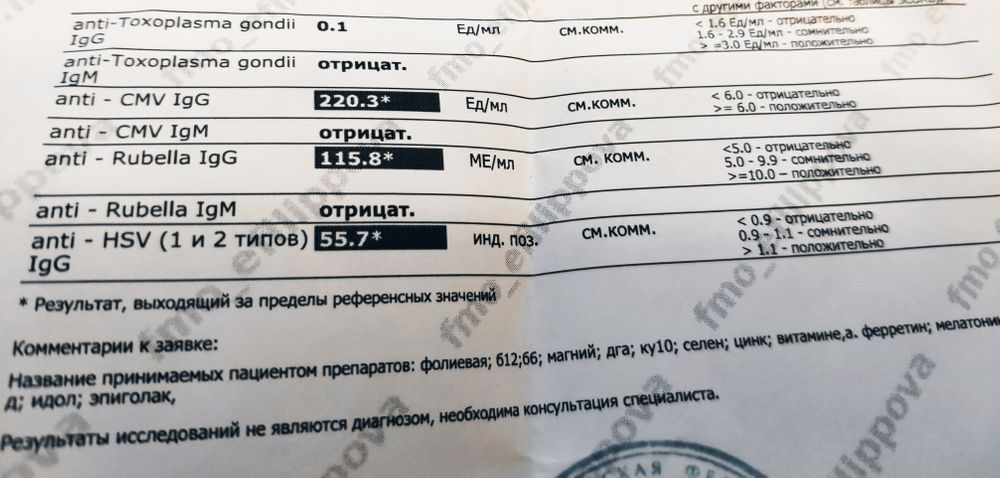 с другими факторами (см. таблицы
anti-Toxoplasma gondii IgG 0.1 Ед/мл см.комм. < 1.6 Ед/мл - отрицательно
1.6 - 2.9 Ед/мл - сомнительно
> =3.0 Ед/мл - положительно
anti-Toxoplasma gondii IgM отрицат.
anti - CMV IgG 220.3* Ед/мл см.комм. < 6.0 - отрицательно
>= 6.0 - положительно
anti - CMV IgM отрицат.
anti - Rubella IgG 115.8* МЕ/мл см. комм. <5.0 - отрицательно
5.0 - 9.9 - сомнительно
>=10.0 – положительно
anti - Rubella IgM отрицат.
anti - HSV (1 и 2 типов) IgG 55.7* инд. поз. см.комм. < 0.9 - отрицательно
0.9 - 1.1 - сомнительно
> 1.1 - положительно
* Результат, выходящий за пределы референсных значений
Комментарии к заявке:
Название принимаемых пациентом препаратов: фолиевая; б12;б6; магний; дга; ку10; селен; цинк; витамине,а. ферретин; мелатонин
д; идол; эпиголак,
Результаты исследований не являются диагнозом, необходима консультация специалиста.
fmo_efilippova